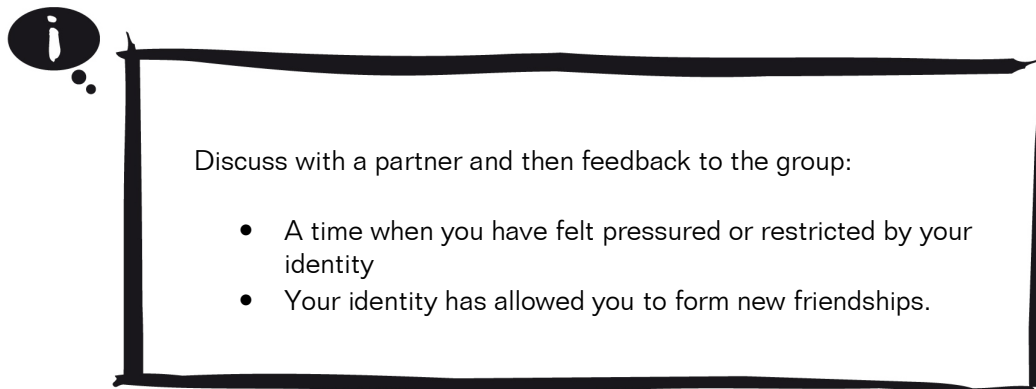 i
Discuss with a partner and then feedback to the group:
• A time when you have felt pressured or restricted by your
identity
• Your identity has allowed you to form new friendships.